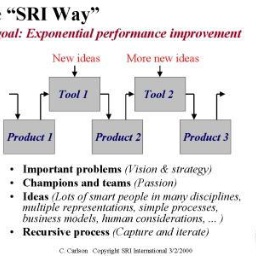 “SRI Way”
goal: Exponential performance improvement
New ideas More new ideas
Tool 1 Tool 2
Product 1 Product 2 Product 3
• Important problems (Vision & strategy)
• Champions and teams (Passion)
• Ideas (Lots of smart people in many disciplines,
multiple representations, simple processes,
business models, human considerations, ... )
• Recursive process (Capture and iterate)
C. Carlson Copyright SRI International 3/2/2000